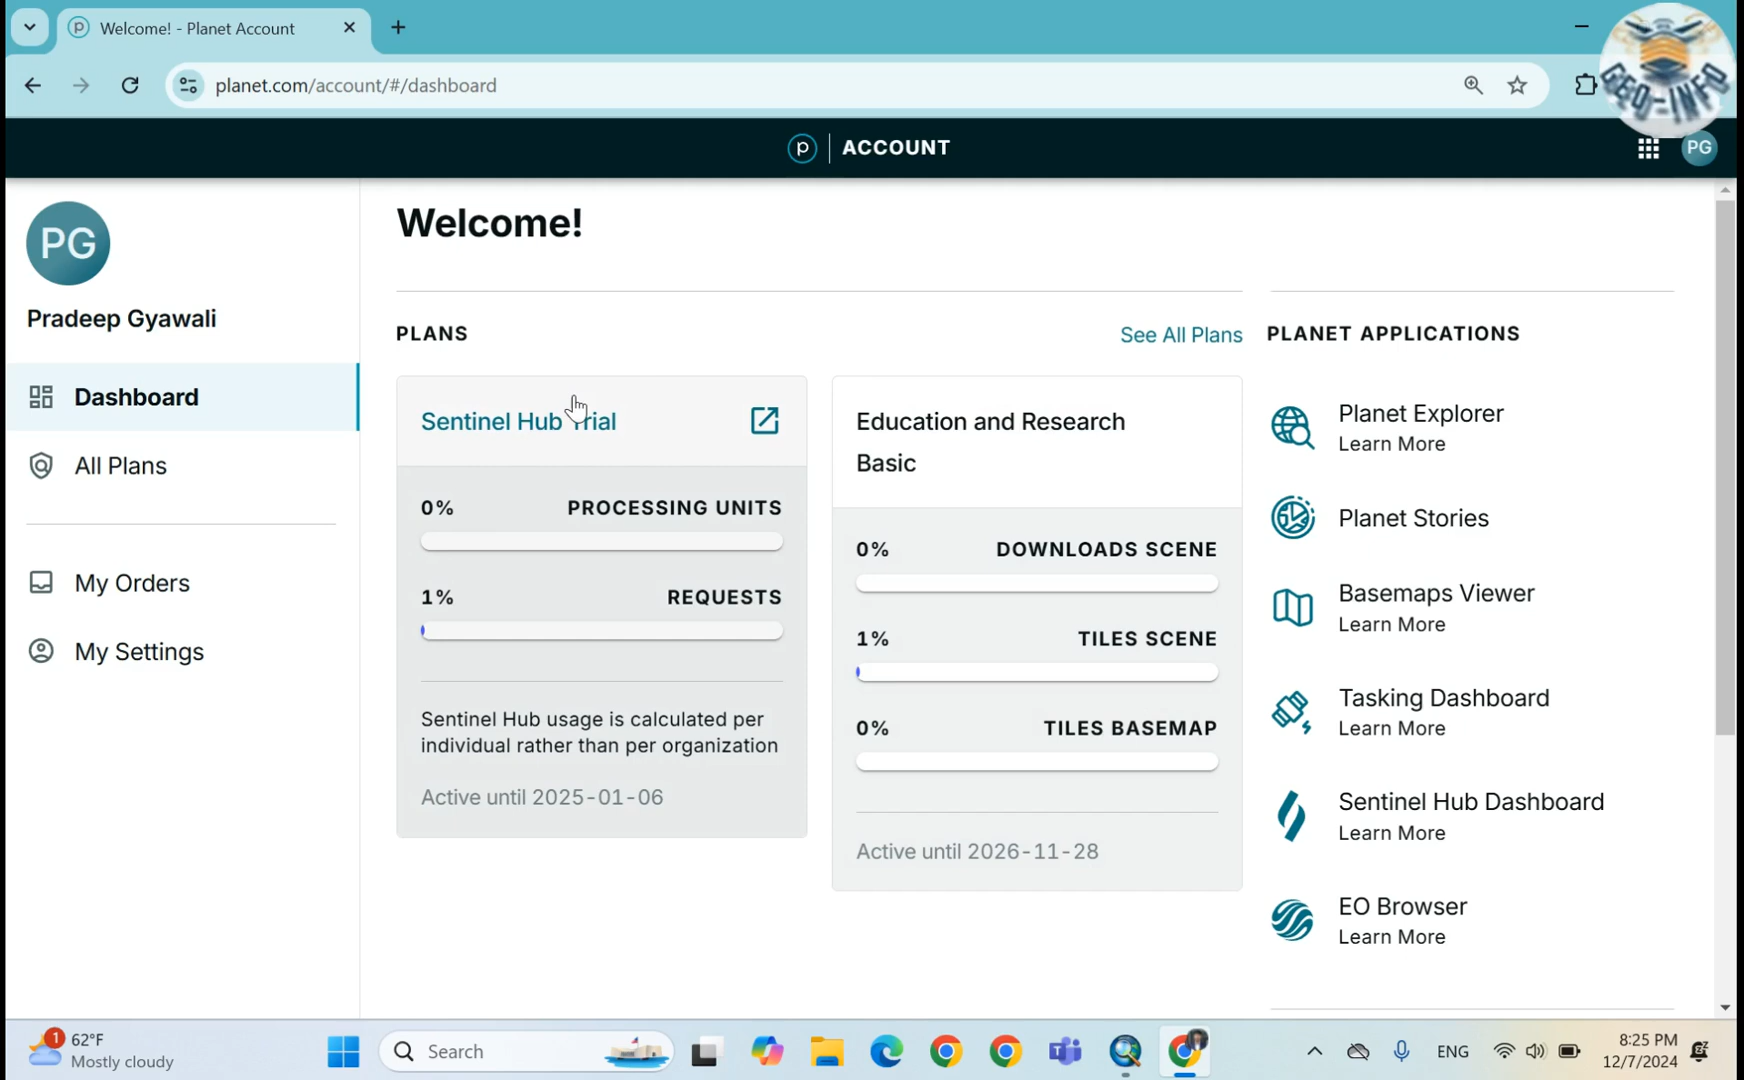 Welcome! - Planet Account
planet.com/account/#/dashboard
GEO-INFO
p
ACCOUNT
PG
PG
Pradeep Gyawali
Dashboard
All Plans
My Orders
My Settings
Welcome!
PLANS
See All Plans
Sentinel Hub Trial
0% PROCESSING UNITS
1% REQUESTS
Sentinel Hub usage is calculated per
individual rather than per organization
Active until 2025-01-06
Education and Research
Basic
0% DOWNLOADS SCENE
1% TILES SCENE
0% TILES BASEMAP
Active until 2026-11-28
PLANET APPLICATIONS
Planet Explorer
Learn More
Planet Stories
Basemaps Viewer
Learn More
Tasking Dashboard
Learn More
Sentinel Hub Dashboard
Learn More
EO Browser
Learn More
1
62°F
Mostly cloudy
Search
ENG
8:25 PM
12/7/2024